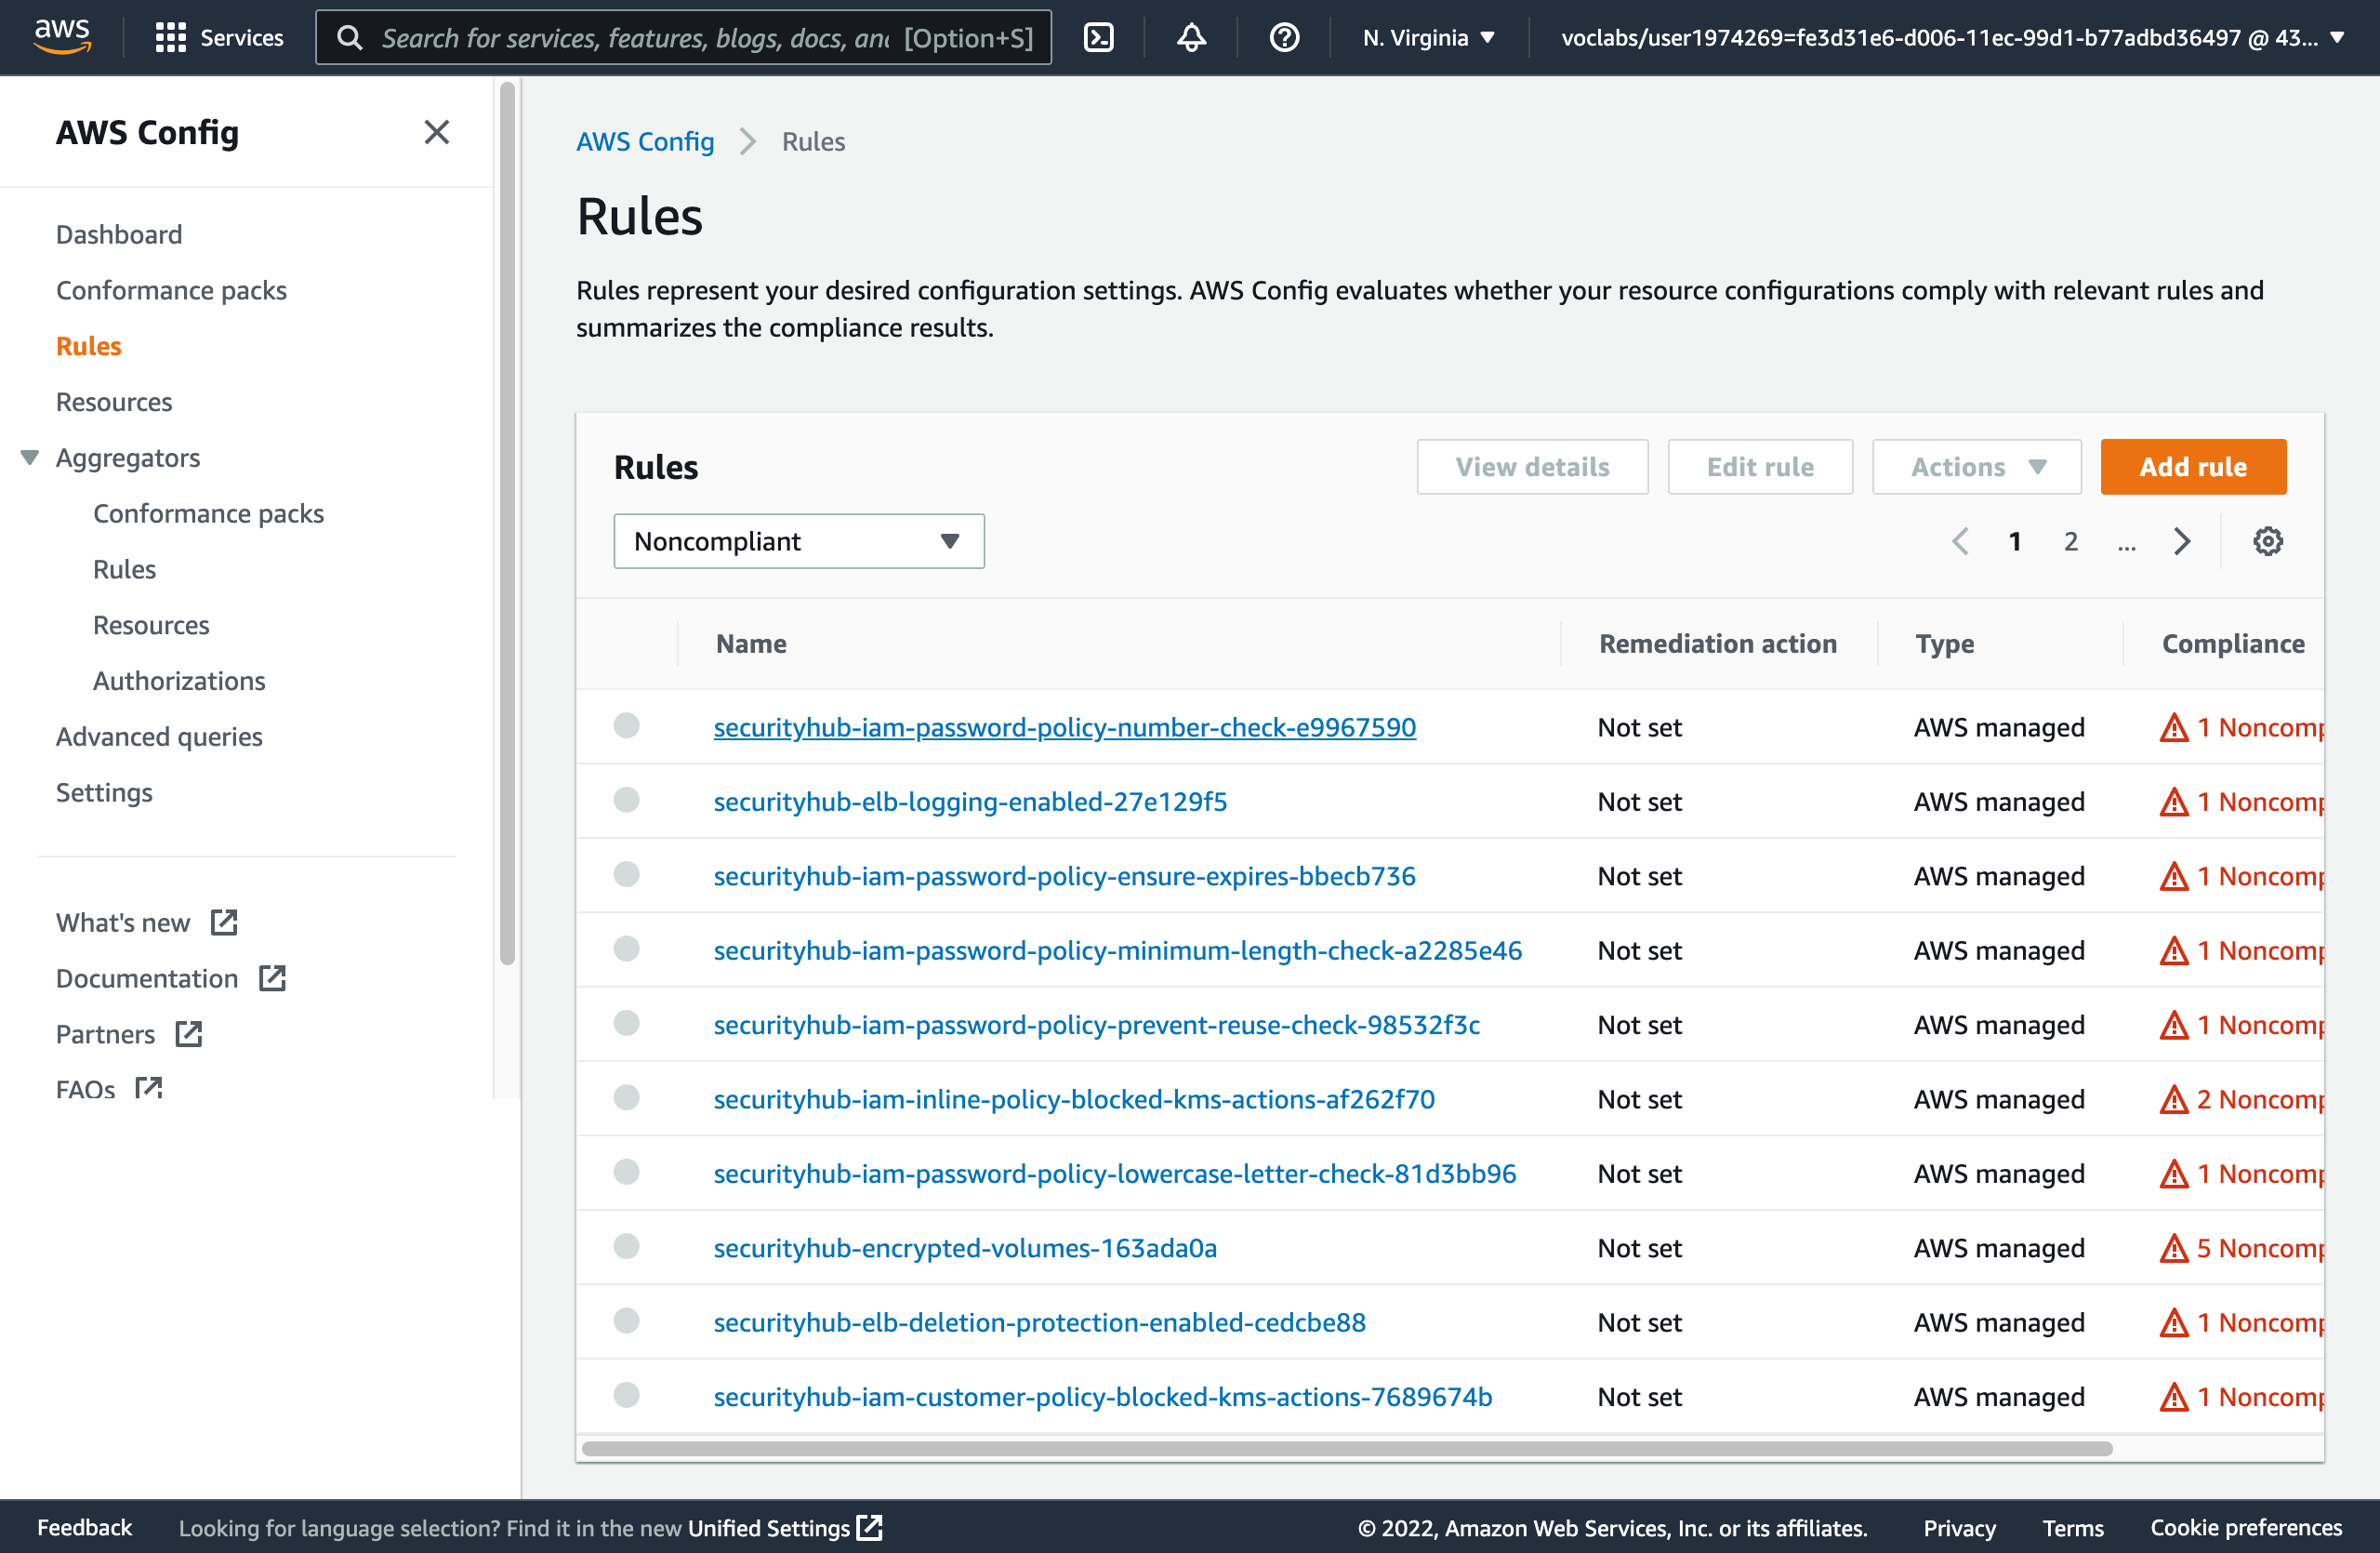 aws
Services
Search for services, features, blogs, docs, and [Option+S]
N. Virginia
voclabs/user1974269=fe3d31e6-d006-11ec-99d1-b77adbd36497 @ 43...
AWS Config
Dashboard
Conformance packs
Rules
Resources
Aggregators
Conformance packs
Rules
Resources
Authorizations
Advanced queries
Settings
What's new
Documentation
Partners
FAQs
AWS Config > Rules
Rules
Rules represent your desired configuration settings. AWS Config evaluates whether your resource configurations comply with relevant rules and
summarizes the compliance results.
Rules
View details
Edit rule
Actions
Add rule
Noncompliant
1 2 ...
Name Remediation action Type Compliance
securityhub-iam-password-policy-number-check-e9967590 Not set AWS managed 1 Noncomp
securityhub-elb-logging-enabled-27e129f5 Not set AWS managed 1 Noncomp
securityhub-iam-password-policy-ensure-expires-bbecb736 Not set AWS managed 1 Noncomp
securityhub-iam-password-policy-minimum-length-check-a2285e46 Not set AWS managed 1 Noncomp
securityhub-iam-password-policy-prevent-reuse-check-98532f3c Not set AWS managed 1 Noncomp
securityhub-iam-inline-policy-blocked-kms-actions-af262f70 Not set AWS managed 2 Noncomp
securityhub-iam-password-policy-lowercase-letter-check-81d3bb96 Not set AWS managed 1 Noncomp
securityhub-encrypted-volumes-163ada0a Not set AWS managed 5 Noncomp
securityhub-elb-deletion-protection-enabled-cedcbe88 Not set AWS managed 1 Noncomp
securityhub-iam-customer-policy-blocked-kms-actions-7689674b Not set AWS managed 1 Noncomp
Feedback
Looking for language selection? Find it in the new Unified Settings
© 2022, Amazon Web Services, Inc. or its affiliates.
Privacy
Terms
Cookie preferences